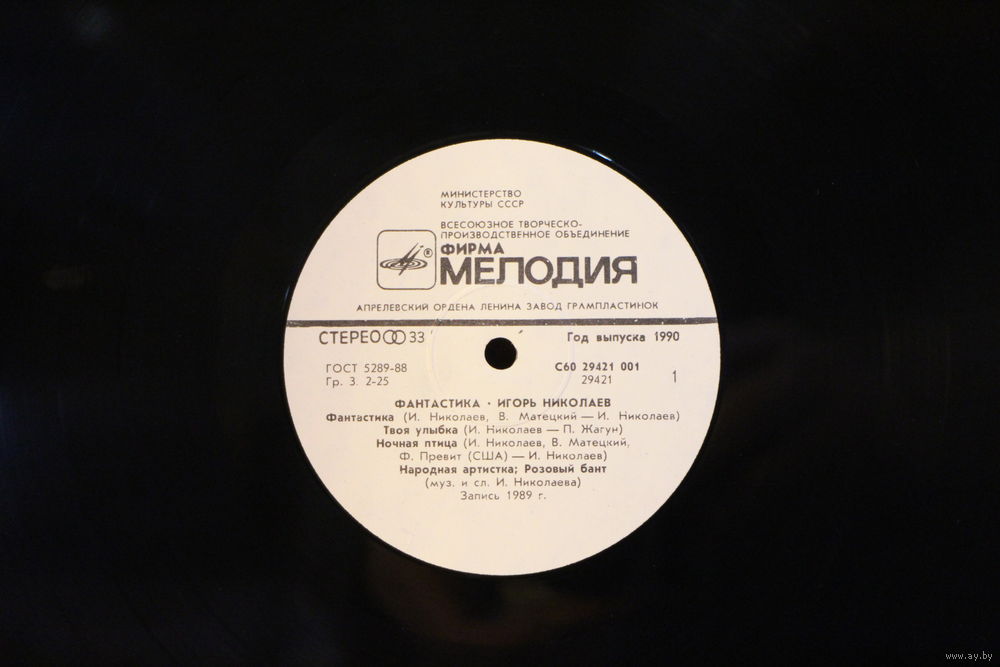 МИНИСТЕРСТВО
КУЛЬТУРЫ СССР
ВСЕСОЮЗНОЕ ТВОРЧЕСКО-
ПРОИЗВОДСТВЕННОЕ ОБЪЕДИНЕНИЕ
® ФИРМА
МЕЛОДИЯ
АПРЕЛЕВСКИЙ ОРДЕНА ЛЕНИНА ЗАВОД ГРАМПЛАСТИНОК
СТЕРЕО 33 Год выпуска 1990
ГОСТ 5289-88 С60 29421 001
Гр. 3. 2-25 29421 1
ФАНТАСТИКА · ИГОРЬ НИКОЛАЕВ
Фантастика (И. Николаев, В. Матецкий — И. Николаев)
Твоя улыбка (И. Николаев — П. Жагун)
Ночная птица (И. Николаев, В. Матецкий,
Ф. Превит (США) — И. Николаев)
Народная артистка; Розовый бант
(муз. и сл. И. Николаева)
Запись 1989 г.
www.ay.by